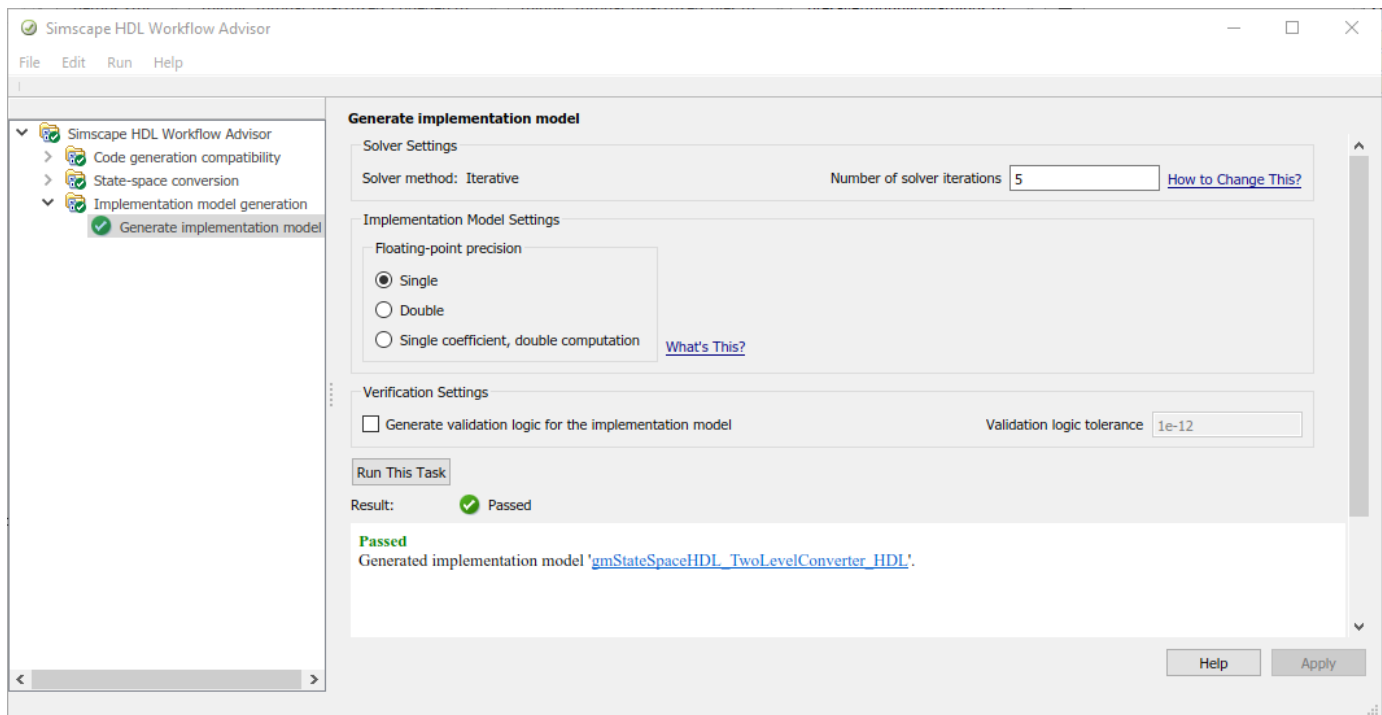 Simscape HDL Workflow Advisor
File Edit Run Help
Simscape HDL Workflow Advisor
Code generation compatibility
State-space conversion
Implementation model generation
Generate implementation model
Generate implementation model
Solver Settings
Solver method: Iterative Number of solver iterations 5 How to Change This?
Implementation Model Settings
Floating-point precision
Single
Double
Single coefficient, double computation What's This?
Verification Settings
Generate validation logic for the implementation model Validation logic tolerance 1e-12
Run This Task
Result: Passed
Passed
Generated implementation model 'gmStateSpaceHDL_TwoLevelConverter_HDL'.
Help Apply